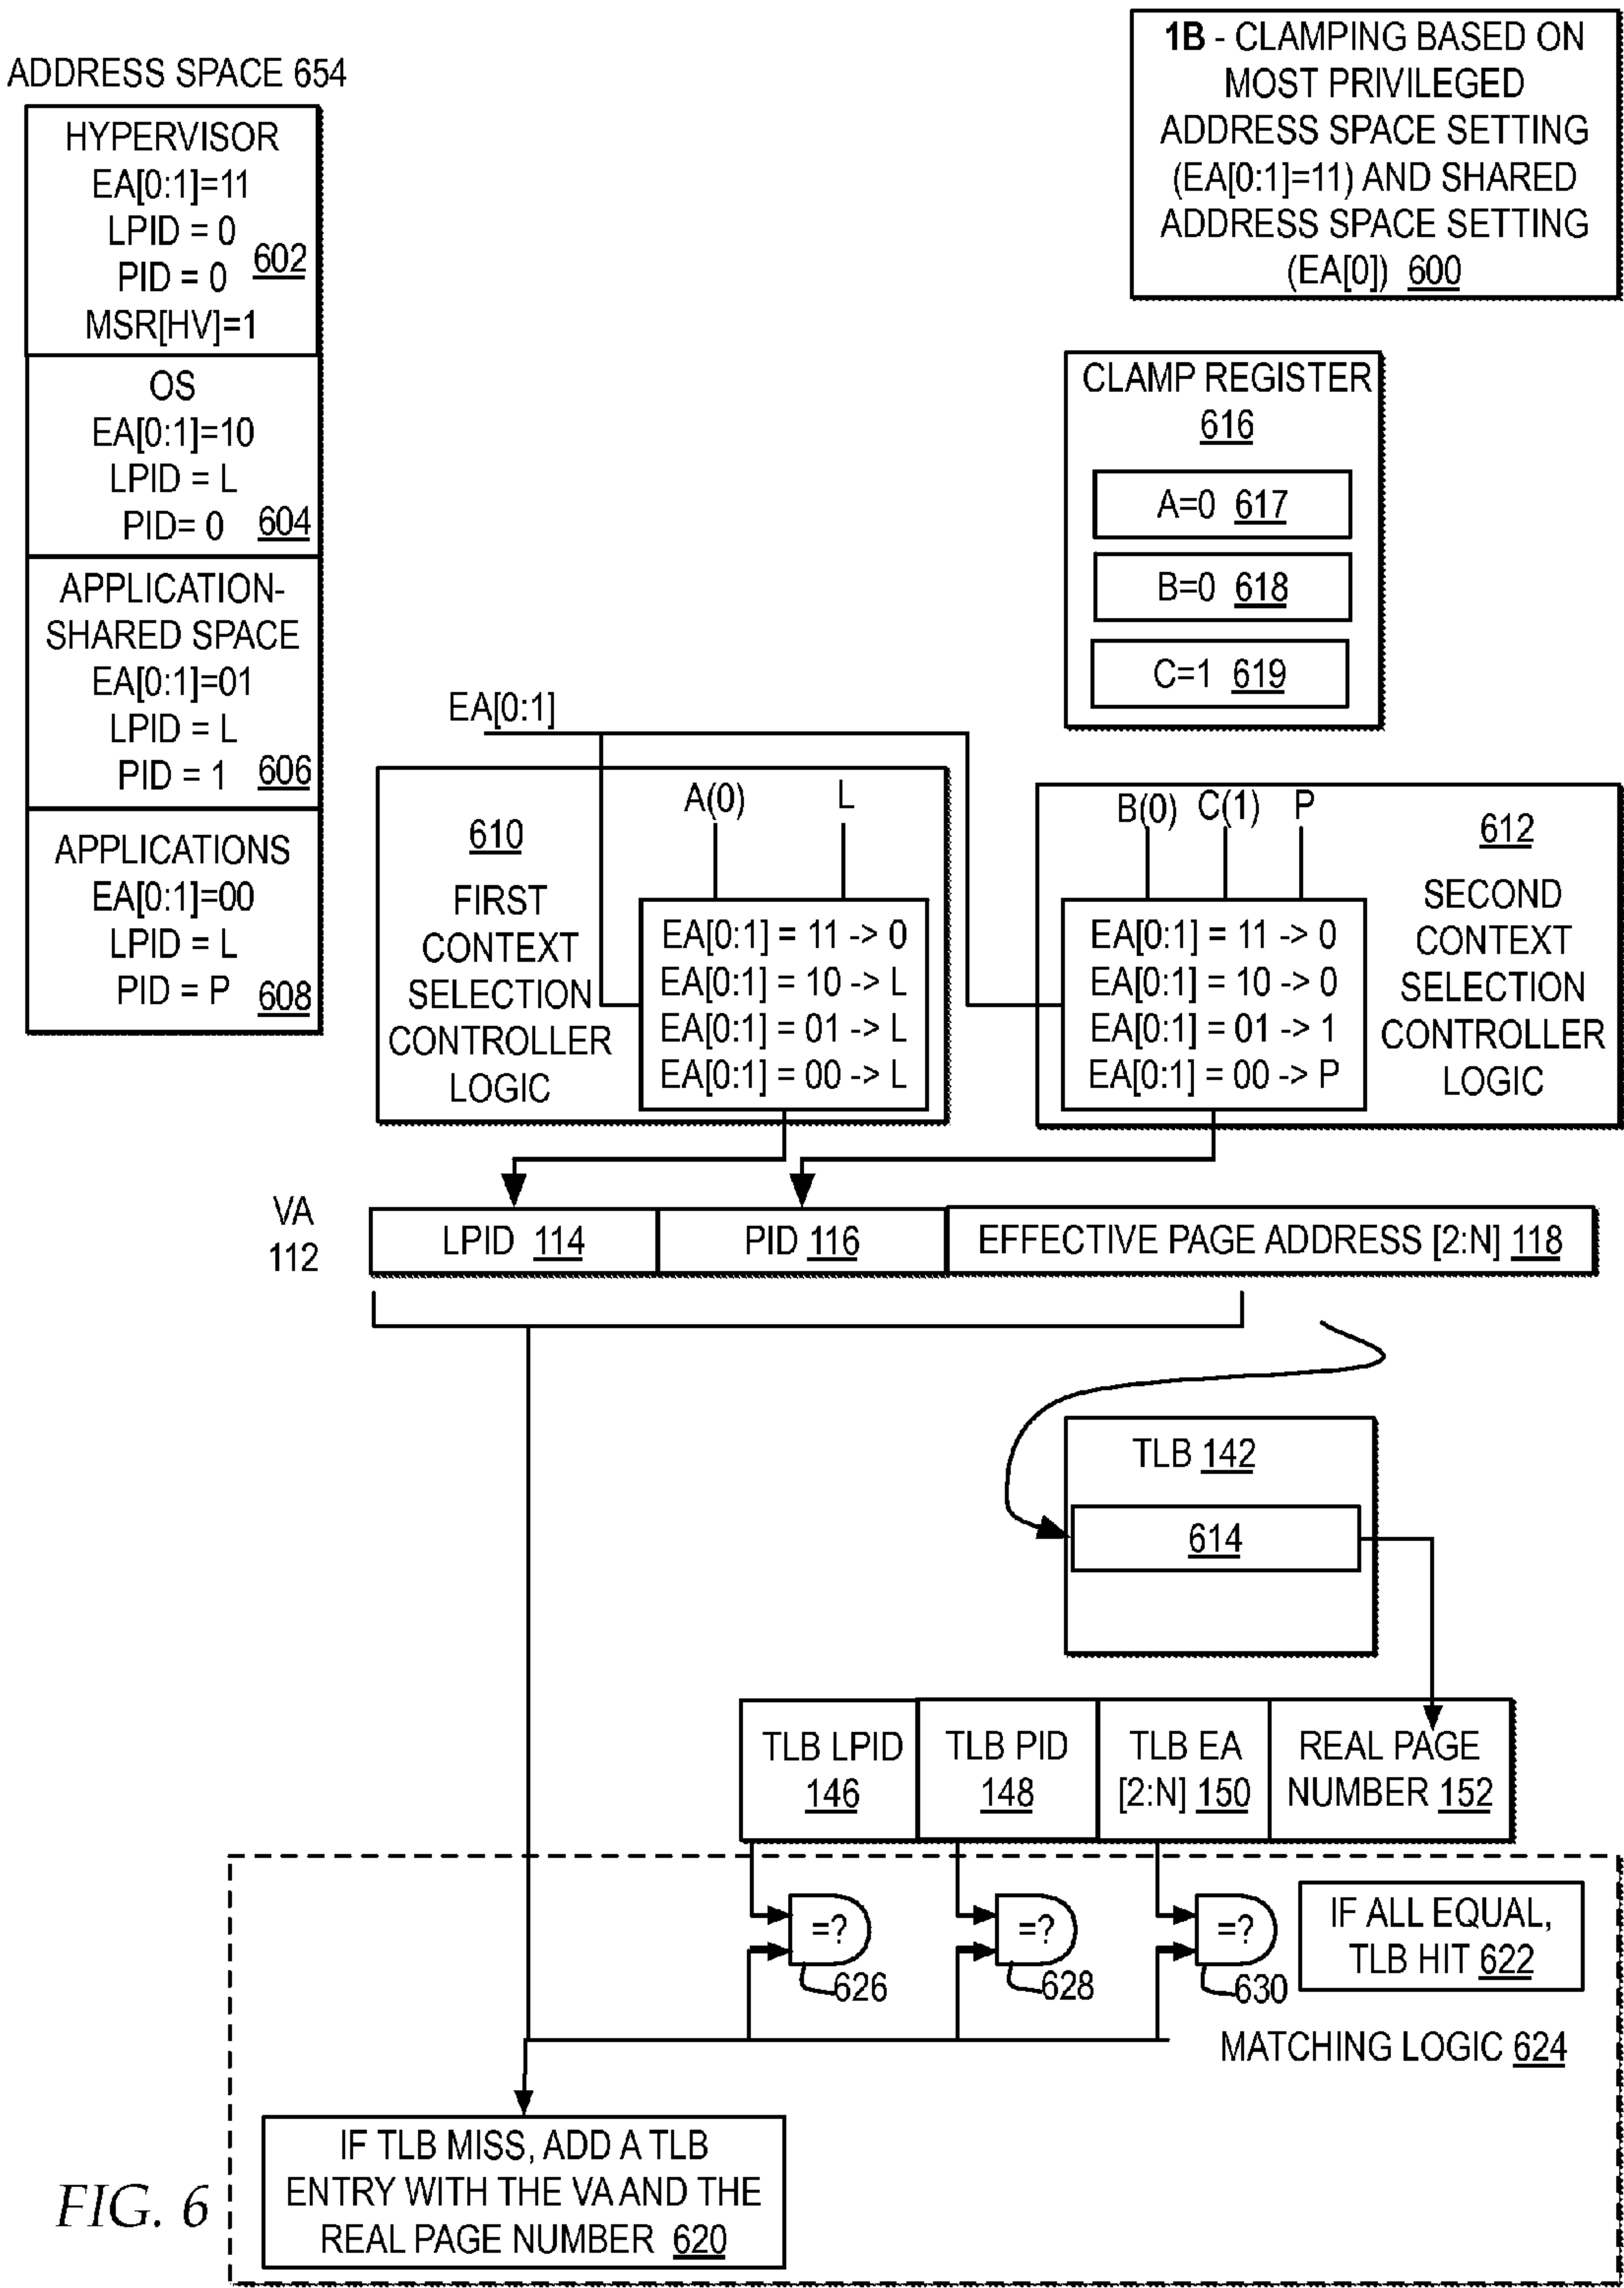 1B - CLAMPING BASED ON
MOST PRIVILEGED
ADDRESS SPACE SETTING
(EA[0:1]=11) AND SHARED
ADDRESS SPACE SETTING
(EA[0]) 600
ADDRESS SPACE 654
HYPERVISOR
EA[0:1]=11
LPID = 0
PID = 0 602
MSR[HV]=1
OS
EA[0:1]=10
LPID = L
PID= 0 604
APPLICATION-
SHARED SPACE
EA[0:1]=01
LPID = L
PID = 1 606
APPLICATIONS
EA[0:1]=00
LPID = L
PID = P 608
CLAMP REGISTER
616
A=0 617
B=0 618
C=1 619
EA[0:1]
610
FIRST
CONTEXT
SELECTION
CONTROLLER
LOGIC
A(0) L
EA[0:1] = 11 -> 0
EA[0:1] = 10 -> L
EA[0:1] = 01 -> L
EA[0:1] = 00 -> L
B(0) C(1) P
EA[0:1] = 11 -> 0
EA[0:1] = 10 -> 0
EA[0:1] = 01 -> 1
EA[0:1] = 00 -> P
612
SECOND
CONTEXT
SELECTION
CONTROLLER
LOGIC
VA
112
LPID 114
PID 116
EFFECTIVE PAGE ADDRESS [2:N] 118
TLB 142
614
TLB LPID
146
TLB PID
148
TLB EA
[2:N] 150
REAL PAGE
NUMBER 152
=?
626
=?
628
=?
630
IF ALL EQUAL,
TLB HIT 622
MATCHING LOGIC 624
IF TLB MISS, ADD A TLB
ENTRY WITH THE VA AND THE
REAL PAGE NUMBER 620
FIG. 6